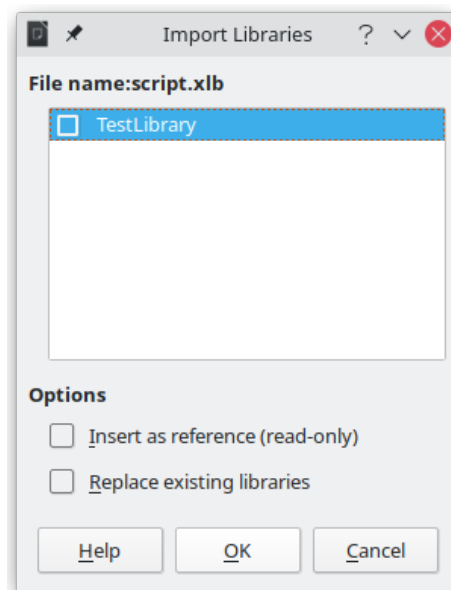 Import Libraries
File name:script.xlb
TestLibrary
Options
Insert as reference (read-only)
Replace existing libraries
Help OK Cancel